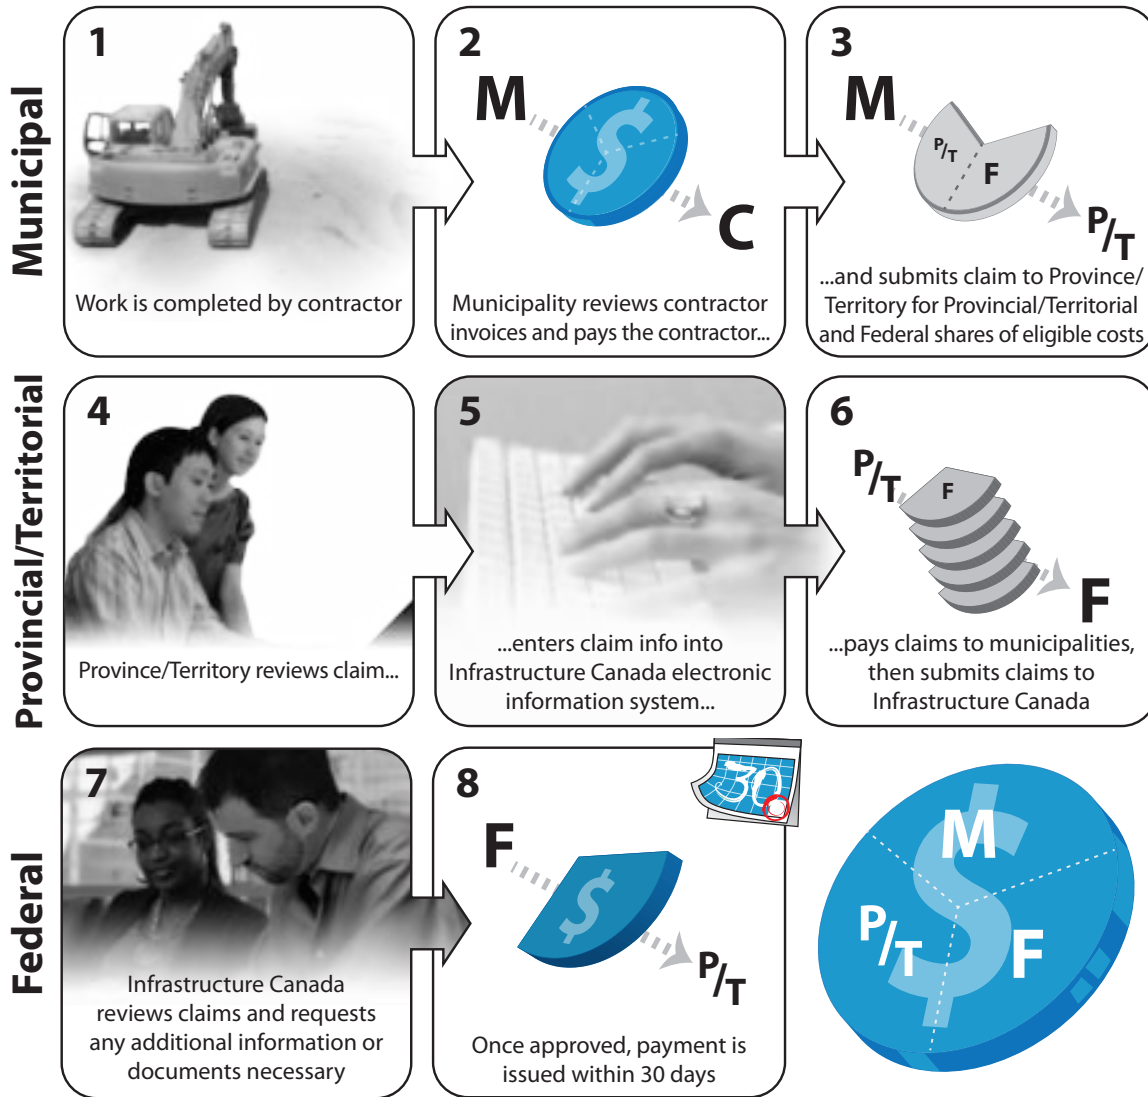 Municipal
1
Work is completed by contractor
2
M
$
C
Municipality reviews contractor
invoices and pays the contractor...
3
M
P/T
F
P/T
...and submits claim to Province/
Territory for Provincial/Territorial
and Federal shares of eligible costs
Provincial/Territorial
4
Province/Territory reviews claim...
5
...enters claim info into
Infrastructure Canada electronic
information system...
6
P/T
F
F
...pays claims to municipalities,
then submits claims to
Infrastructure Canada
Federal
7
Infrastructure Canada
reviews claims and requests
any additional information or
documents necessary
8
30
F
$
P/T
Once approved, payment is
issued within 30 days
$
M
P/T
F